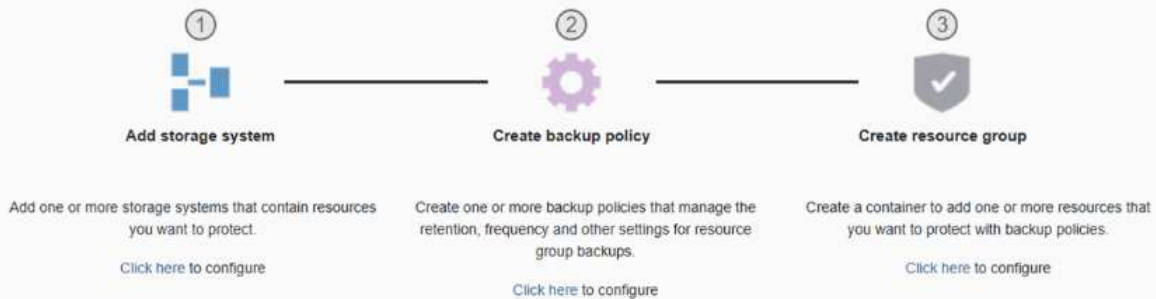 1
2
3
Add storage system
Create backup policy
Create resource group
Add one or more storage systems that contain resources
you want to protect.
Click here to configure
Create one or more backup policies that manage the
retention, frequency and other settings for resource
group backups.
Click here to configure
Create a container to add one or more resources that
you want to protect with backup policies.
Click here to configure